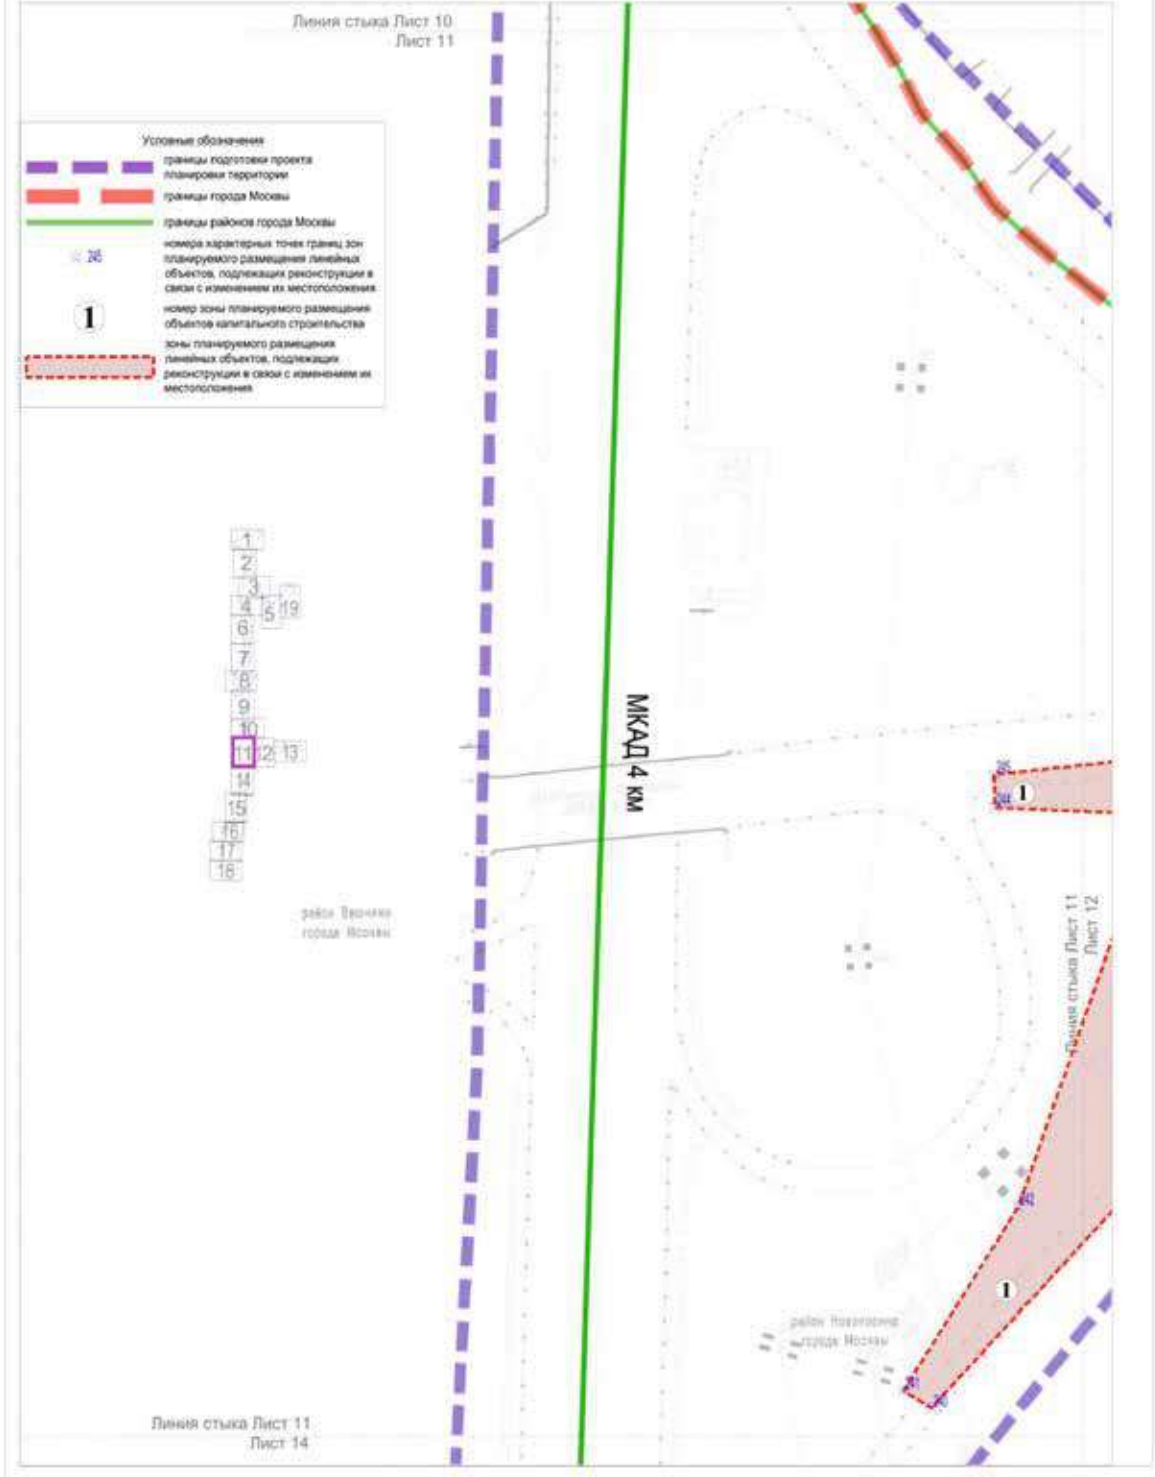 Линия стыка Лист 10
Лист 11
Условные обозначения
границы подготовки проекта
планировки территории
границы города Москвы
границы районов города Москвы
245
номера характерных точек границ зон
планируемого размещения линейных
объектов, подлежащих реконструкции в
связи с изменением их местоположения
1
номер зоны планируемого размещения
объектов капитального строительства
зоны планируемого размещения
линейных объектов, подлежащих
реконструкции в связи с изменением их
местоположения
1
2
3
4
5
19
6
7
8
9
10
11
12
13
14
15
16
17
18
МКАД 4 км
1
район Вешняки
города Москвы
Линия стыка Лист 11
Лист 12
1
район Новогиреево
города Москвы
Линия стыка Лист 11
Лист 14